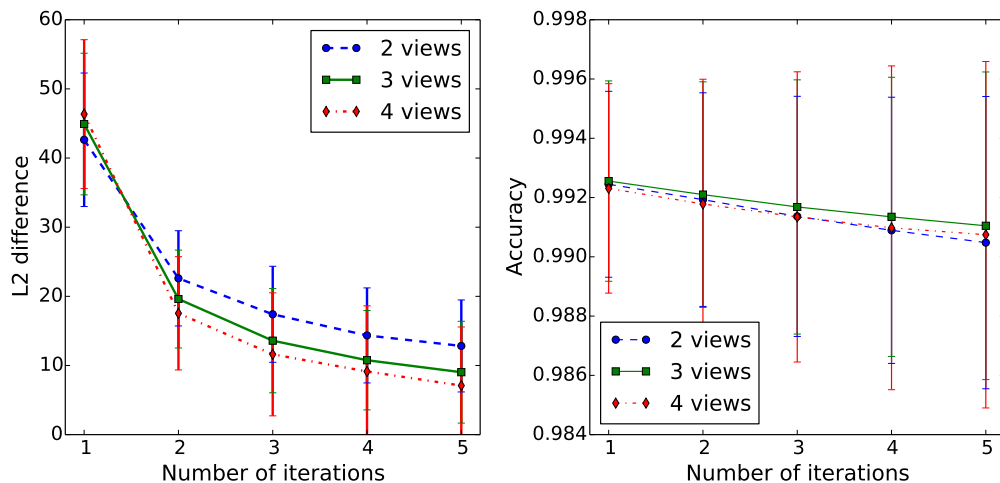 60
50
40
30
20
10
0
L2 difference
2 views
3 views
4 views
1 2 3 4 5
Number of iterations
0.998
0.996
0.994
0.992
0.990
0.988
0.986
0.984
Accuracy
2 views
3 views
4 views
1 2 3 4 5
Number of iterations